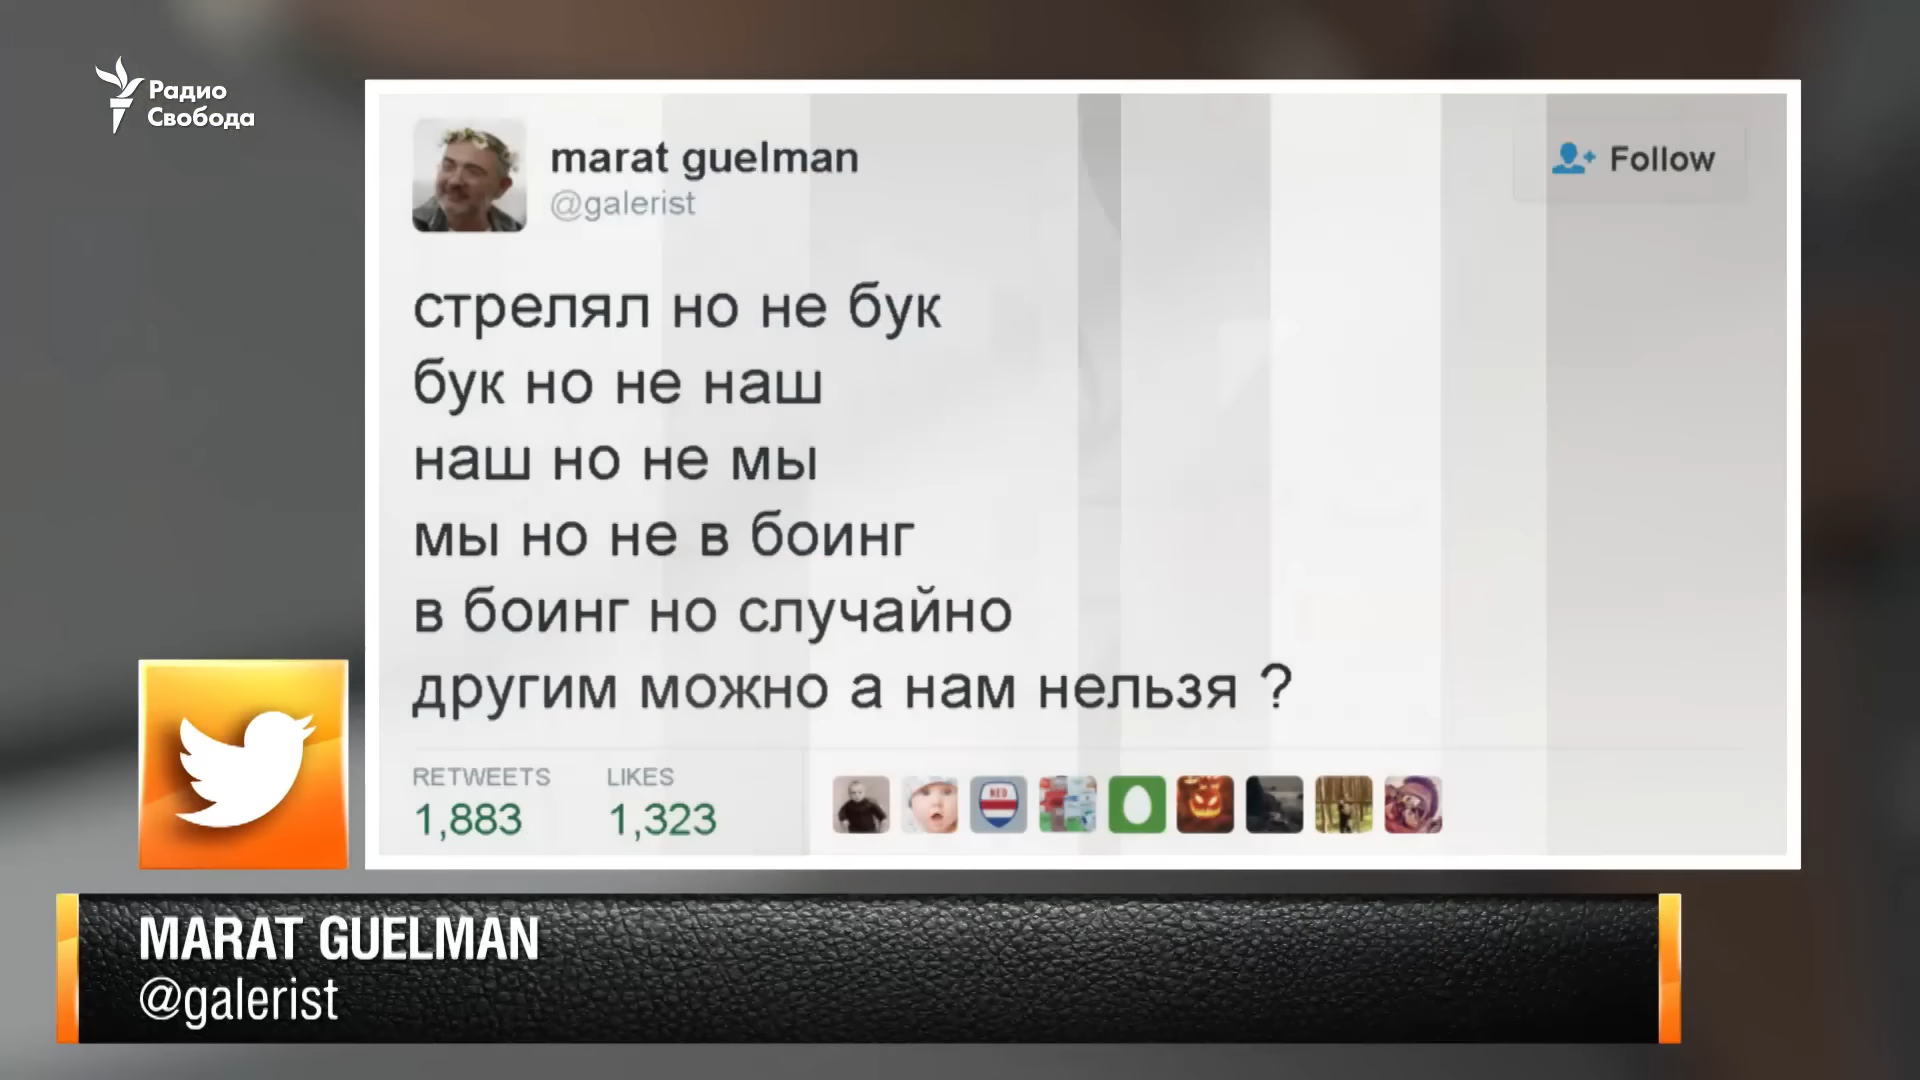 Радио
Свобода
marat guelman
@galerist
Follow
стрелял но не бук
бук но не наш
наш но не мы
мы но не в боинг
в боинг но случайно
другим можно а нам нельзя ?
RETWEETS LIKES
1,883 1,323
NED
MARAT GUELMAN
@galerist